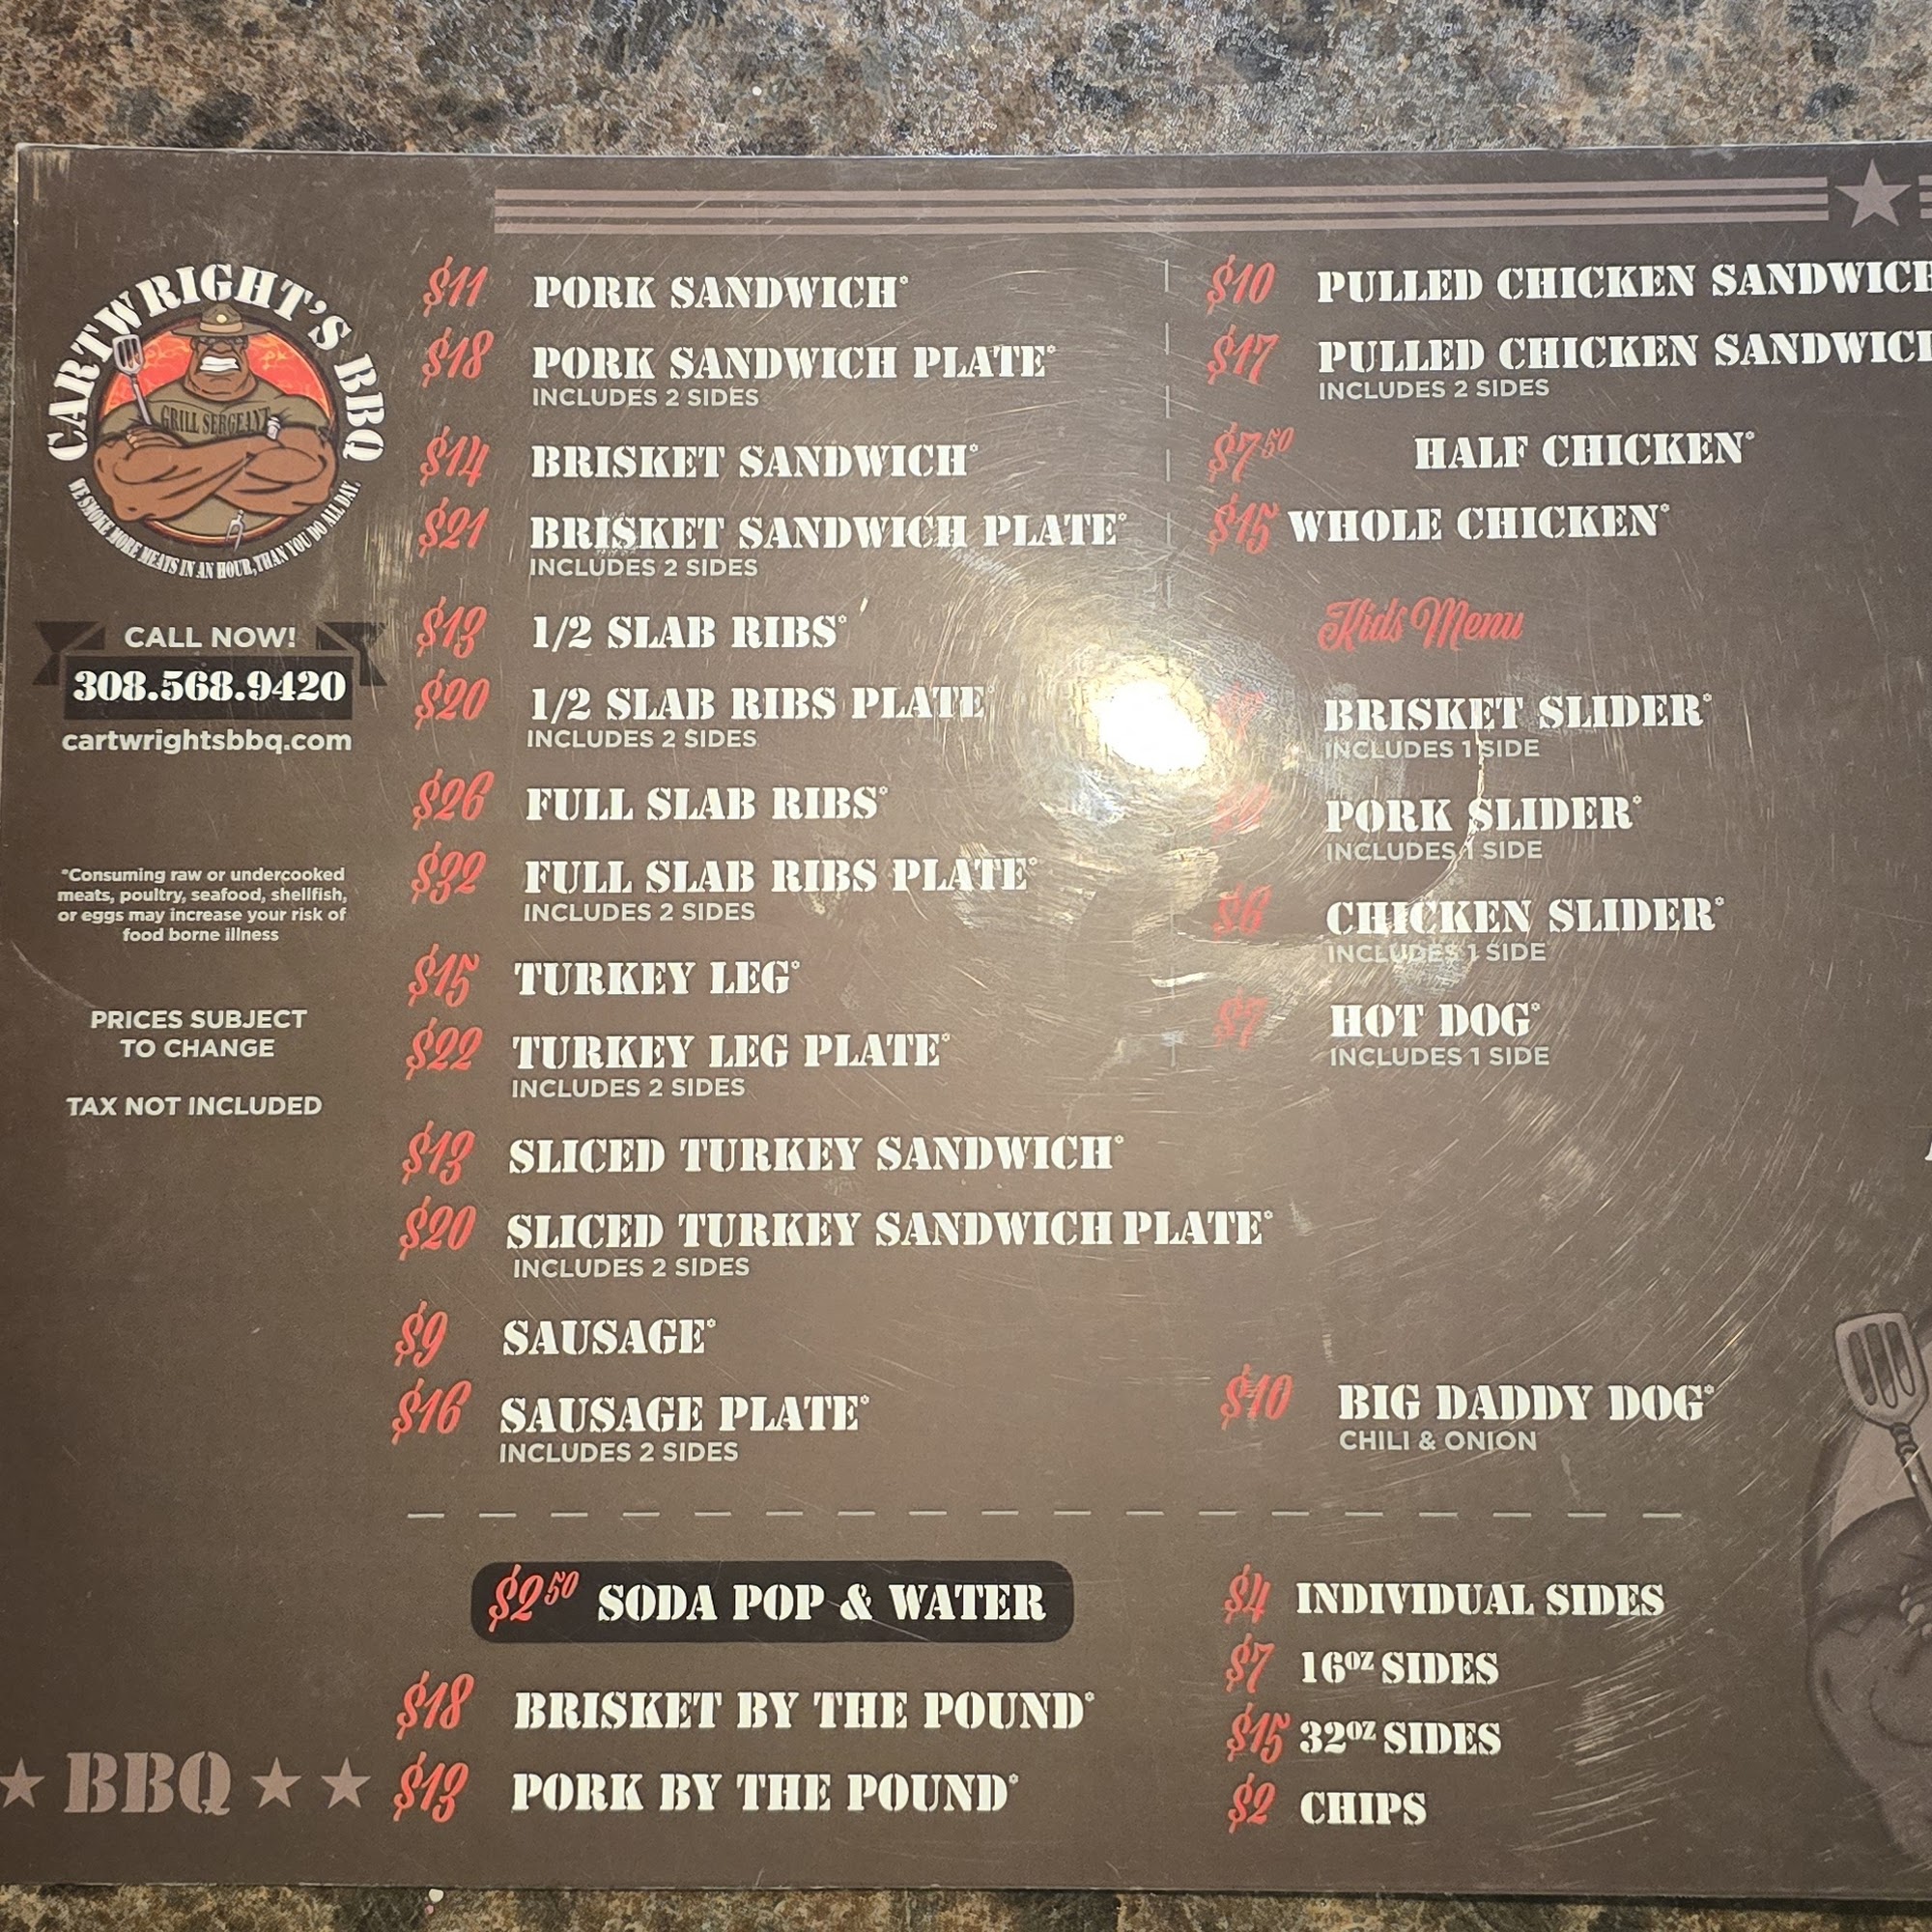 CARTWRIGHT'S BBQ
GRILL SERGEANT
WE SMOKE MORE MEATS IN AN HOUR, THAN YOU DO ALL DAY.
CALL NOW!
308.568.9420
cartwrightsbbq.com
*Consuming raw or undercooked
meats, poultry, seafood, shellfish,
or eggs may increase your risk of
food borne illness
PRICES SUBJECT
TO CHANGE
TAX NOT INCLUDED
★ BBQ ★ ★
$11 PORK SANDWICH*
$18 PORK SANDWICH PLATE*
INCLUDES 2 SIDES
$14 BRISKET SANDWICH*
$21 BRISKET SANDWICH PLATE*
INCLUDES 2 SIDES
$13 1/2 SLAB RIBS*
$20 1/2 SLAB RIBS PLATE*
INCLUDES 2 SIDES
$26 FULL SLAB RIBS*
$32 FULL SLAB RIBS PLATE*
INCLUDES 2 SIDES
$15 TURKEY LEG*
$22 TURKEY LEG PLATE*
INCLUDES 2 SIDES
$13 SLICED TURKEY SANDWICH*
$20 SLICED TURKEY SANDWICH PLATE*
INCLUDES 2 SIDES
$9 SAUSAGE*
$16 SAUSAGE PLATE*
INCLUDES 2 SIDES
$10 PULLED CHICKEN SANDWICH
$17 PULLED CHICKEN SANDWICH
INCLUDES 2 SIDES
$7.50 HALF CHICKEN*
$15 WHOLE CHICKEN*
Kids Menu
BRISKET SLIDER*
INCLUDES 1 SIDE
PORK SLIDER*
INCLUDES 1 SIDE
$6 CHICKEN SLIDER*
INCLUDES 1 SIDE
$7 HOT DOG*
INCLUDES 1 SIDE
$10 BIG DADDY DOG*
CHILI & ONION
$2.50 SODA POP & WATER
$18 BRISKET BY THE POUND*
$13 PORK BY THE POUND*
$4 INDIVIDUAL SIDES
$7 16OZ SIDES
$15 32OZ SIDES
$2 CHIPS